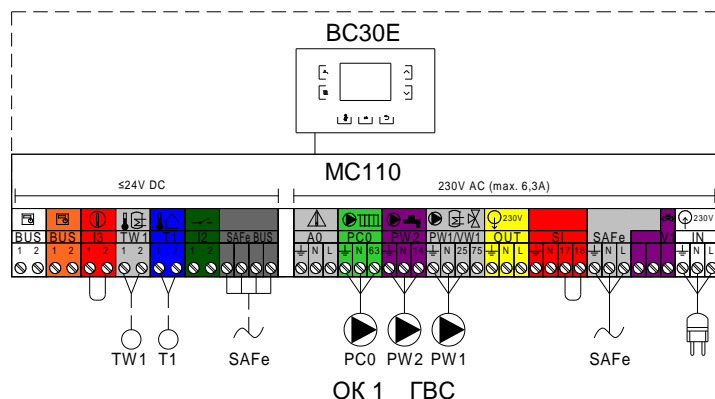 BC30E
MC110
≤24V DC 230V AC (max. 6,3A)
230V 230V
BUS BUS I3 TW1 T1 I2 SAFe BUS A0 PC0 PW2 PW1/VW1 OUT SI SAFe IN
1 2 1 2 1 2 1 2 1 2 1 2 N L N 63 N 14 N 25 75 N L N 17 18 N L N L
TW1 T1 SAFe PC0 PW2 PW1 SAFe
ОК 1 ГВС